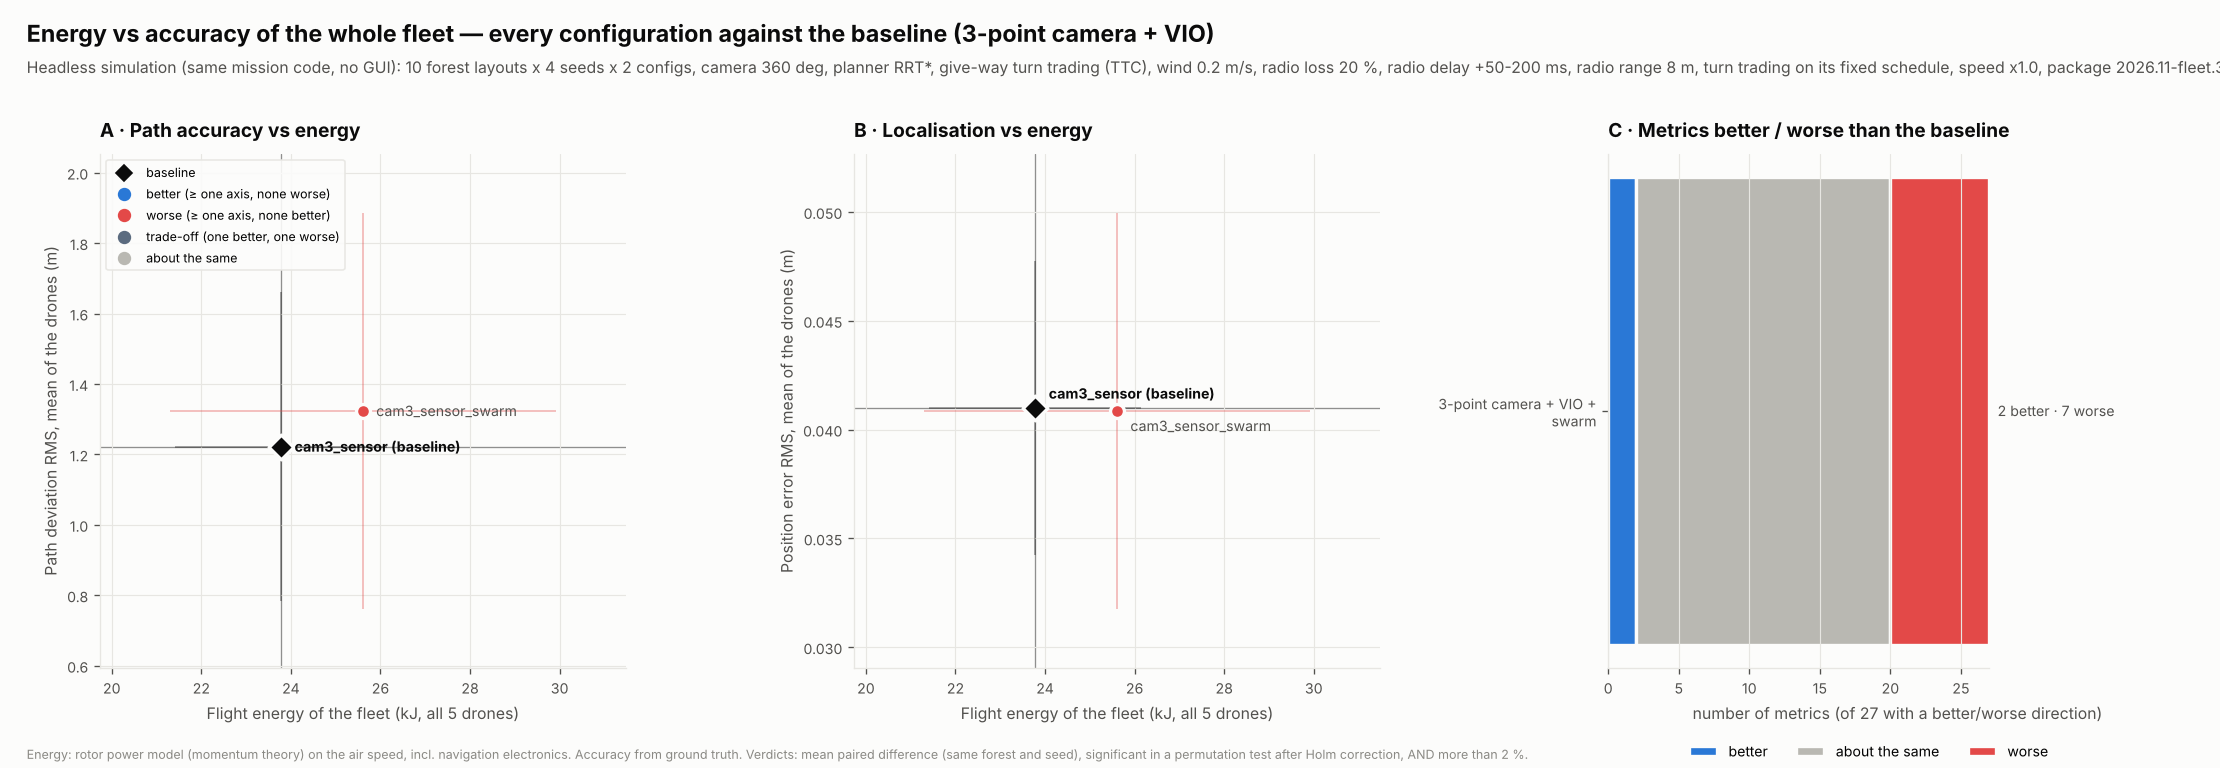 Energy vs accuracy of the whole fleet — every configuration against the baseline (3-point camera + VIO)
Headless simulation (same mission code, no GUI): 10 forest layouts x 4 seeds x 2 configs, camera 360 deg, planner RRT*, give-way turn trading (TTC), wind 0.2 m/s, radio loss 20 %, radio delay +50-200 ms, radio range 8 m, turn trading on its fixed schedule, speed x1.0, package 2026.11-fleet.3
A · Path accuracy vs energy
baseline
better (≥ one axis, none worse)
worse (≥ one axis, none better)
trade-off (one better, one worse)
about the same
2.0
1.8
1.6
1.4
1.2
1.0
0.8
0.6
Path deviation RMS, mean of the drones (m)
cam3_sensor_swarm
cam3_sensor (baseline)
20 22 24 26 28 30
Flight energy of the fleet (kJ, all 5 drones)
B · Localisation vs energy
0.050
0.045
0.040
0.035
0.030
Position error RMS, mean of the drones (m)
cam3_sensor (baseline)
cam3_sensor_swarm
20 22 24 26 28 30
Flight energy of the fleet (kJ, all 5 drones)
C · Metrics better / worse than the baseline
3-point camera + VIO +
swarm
2 better · 7 worse
0 5 10 15 20 25
number of metrics (of 27 with a better/worse direction)
better about the same worse
Energy: rotor power model (momentum theory) on the air speed, incl. navigation electronics. Accuracy from ground truth. Verdicts: mean paired difference (same forest and seed), significant in a permutation test after Holm correction, AND more than 2 %.